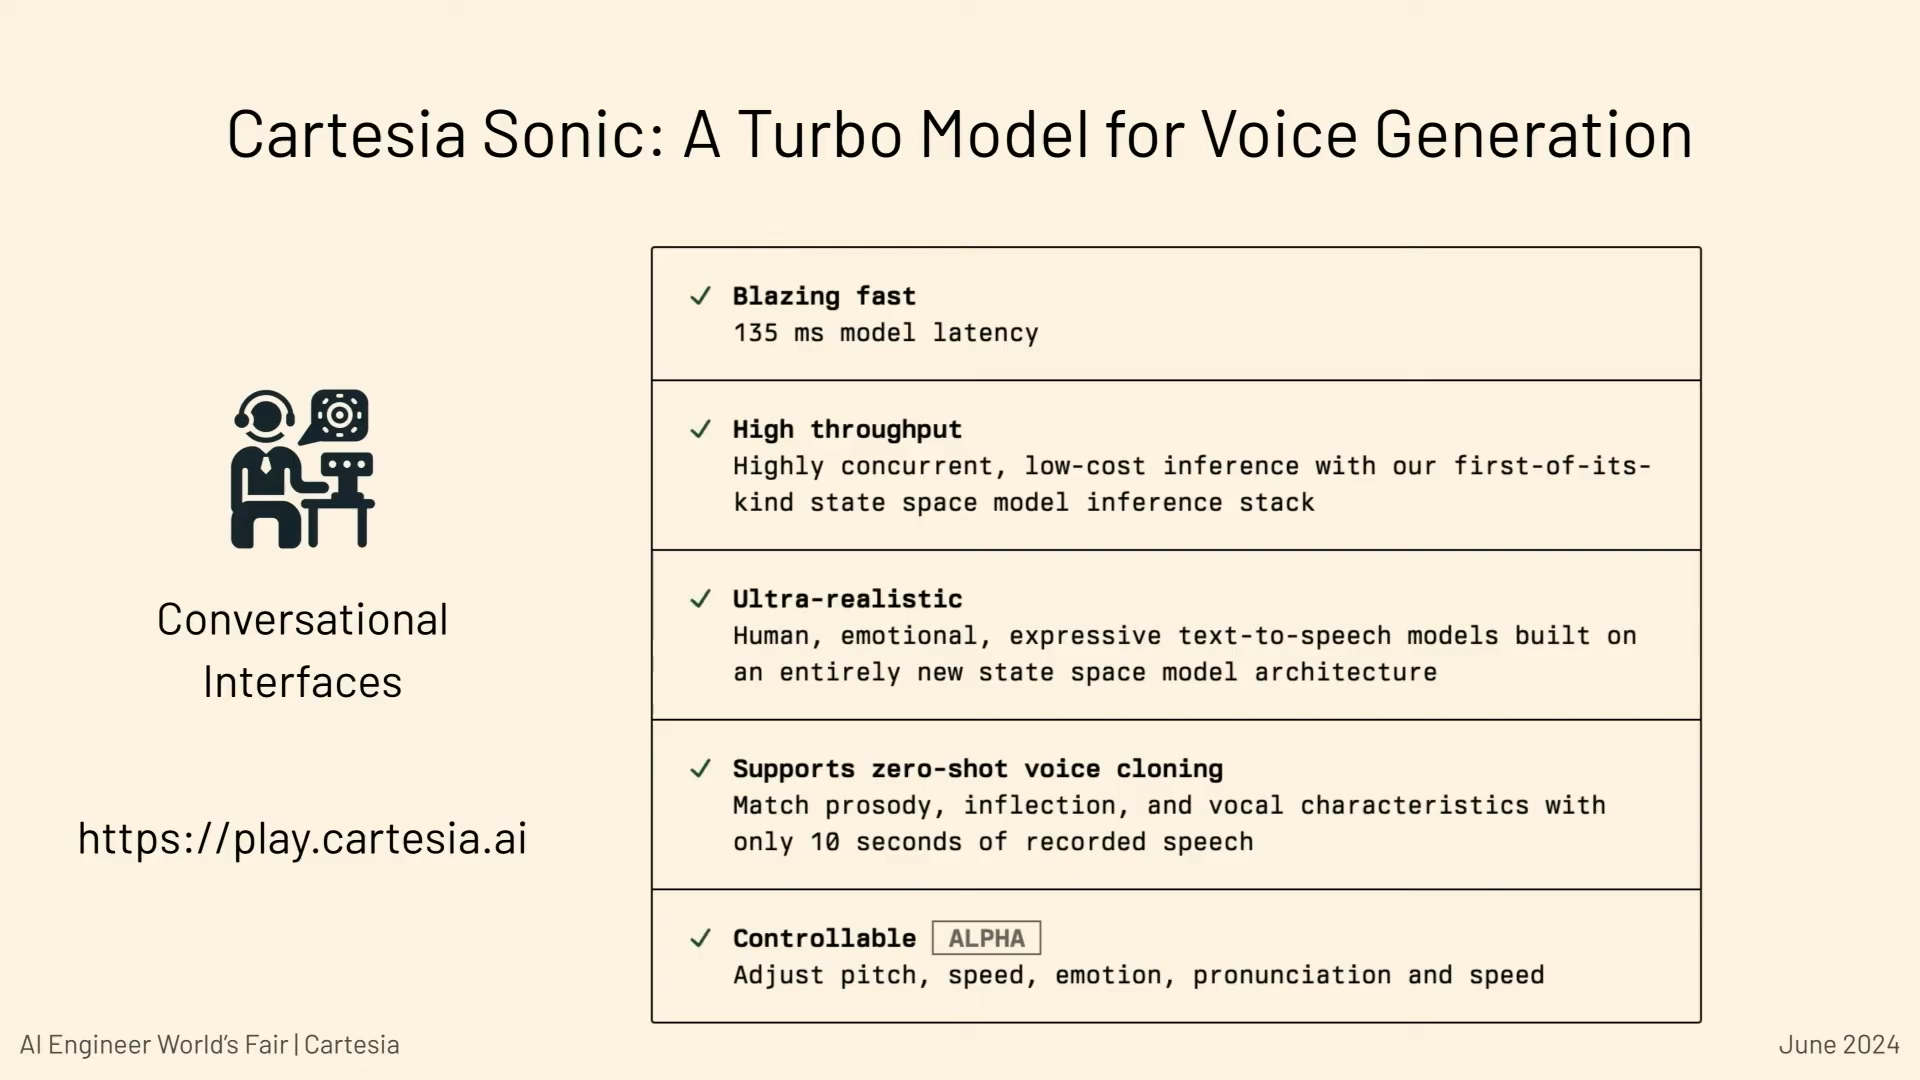 Cartesia Sonic: A Turbo Model for Voice Generation
Conversational
Interfaces
https://play.cartesia.ai
Blazing fast
135 ms model latency
High throughput
Highly concurrent, low-cost inference with our first-of-its-
kind state space model inference stack
Ultra-realistic
Human, emotional, expressive text-to-speech models built on
an entirely new state space model architecture
Supports zero-shot voice cloning
Match prosody, inflection, and vocal characteristics with
only 10 seconds of recorded speech
Controllable ALPHA
Adjust pitch, speed, emotion, pronunciation and speed
AI Engineer World’s Fair | Cartesia
June 2024